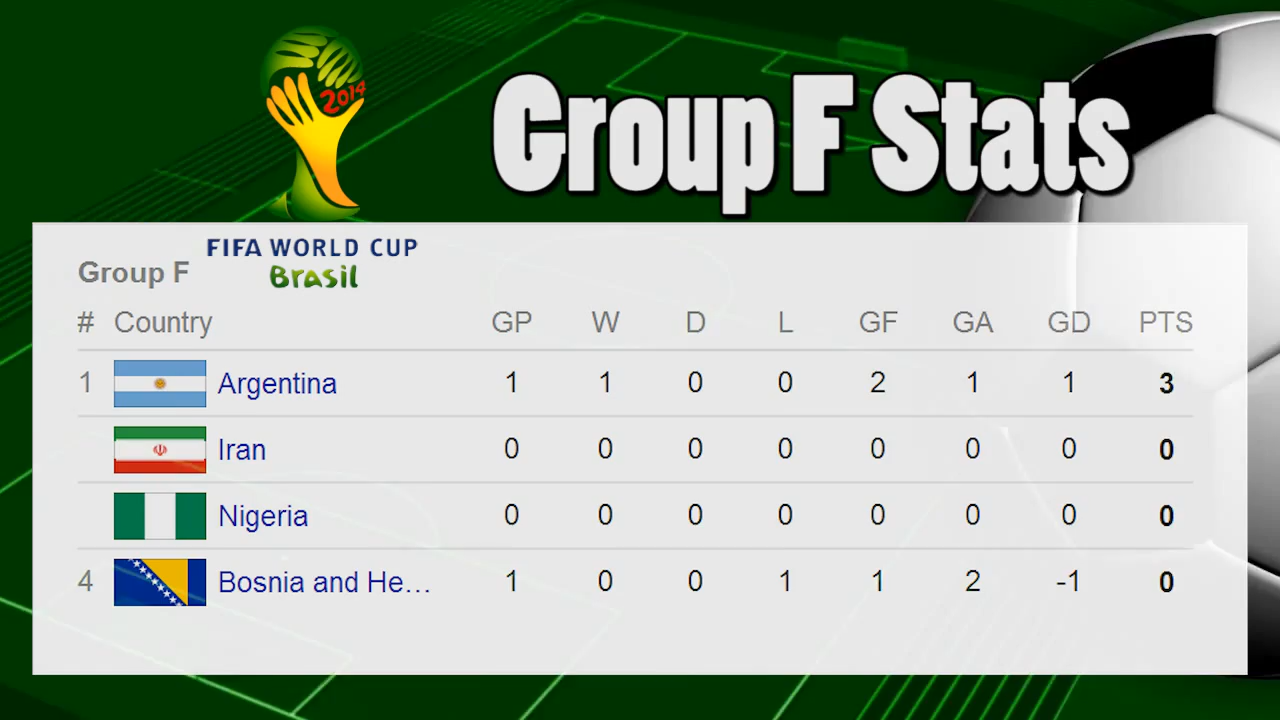 2014
Group F Stats
FIFA WORLD CUP
Brasil
Group F
# Country GP W D L GF GA GD PTS
1 Argentina 1 1 0 0 2 1 1 3
Iran 0 0 0 0 0 0 0 0
Nigeria 0 0 0 0 0 0 0 0
4 Bosnia and He... 1 0 0 1 1 2 -1 0